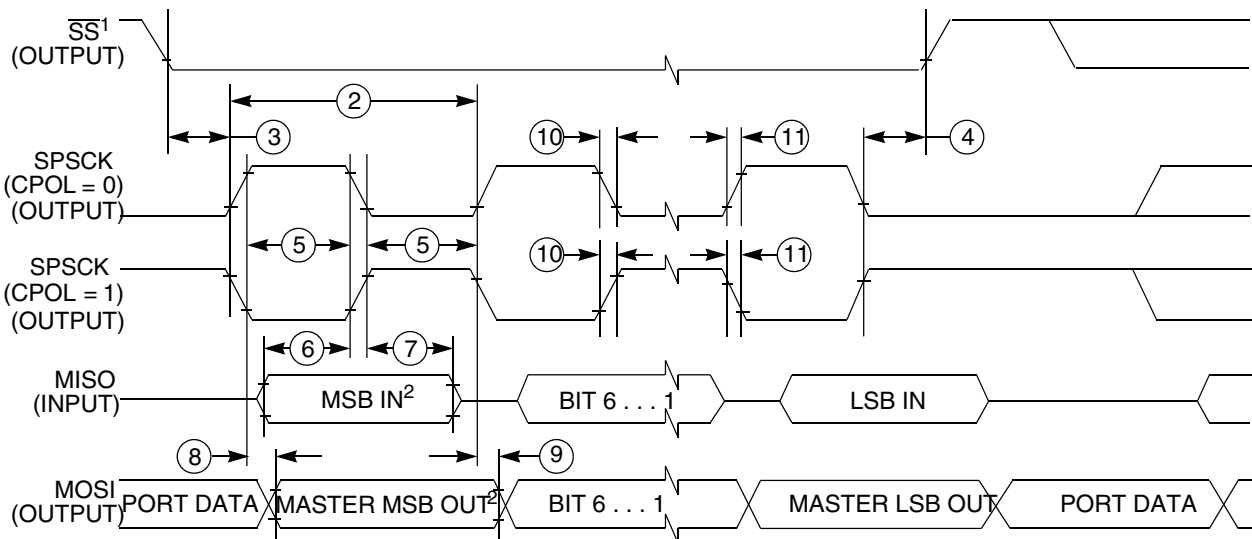 SS1
(OUTPUT)
2
3
10
11
4
SPSCK
(CPOL = 0)
(OUTPUT)
5
5
10
11
SPSCK
(CPOL = 1)
(OUTPUT)
6
7
MISO
(INPUT)
MSB IN2
BIT 6 . . . 1
LSB IN
8
9
MOSI
(OUTPUT)
PORT DATA
MASTER MSB OUT2
BIT 6 . . . 1
MASTER LSB OUT
PORT DATA